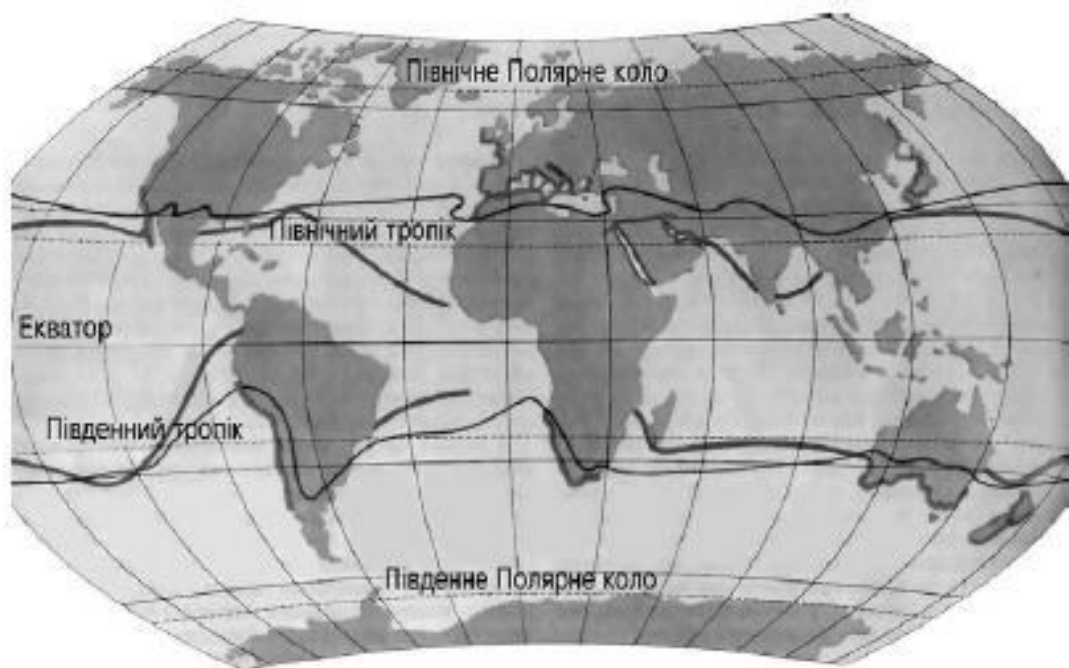 Північне Полярне коло
Північний тропік
Екватор
Південний тропік
Південне Полярне коло